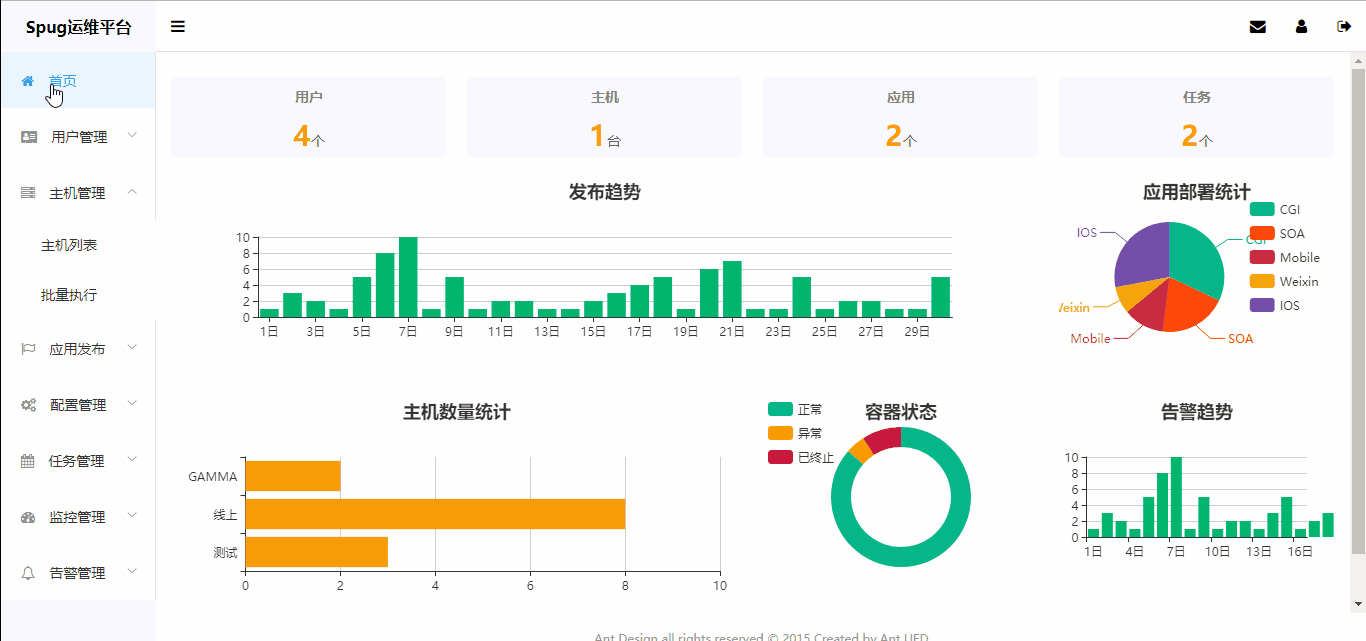 Spug运维平台
首页
用户管理
主机管理
主机列表
批量执行
应用发布
配置管理
任务管理
监控管理
告警管理
用户
4个
主机
1台
应用
2个
任务
2个
发布趋势
10
8
6
4
2
0
1日 3日 5日 7日 9日 11日 13日 15日 17日 19日 21日 23日 25日 27日 29日
应用部署统计
CGI
SOA
Mobile
Weixin
IOS
IOS
CGI
Weixin
Mobile
SOA
主机数量统计
GAMMA
线上
测试
0 2 4 6 8 10
容器状态
正常
异常
已终止
告警趋势
10
8
6
4
2
0
1日 4日 7日 10日 13日 16日
Ant Design all rights reserved © 2015 Created by Ant UED